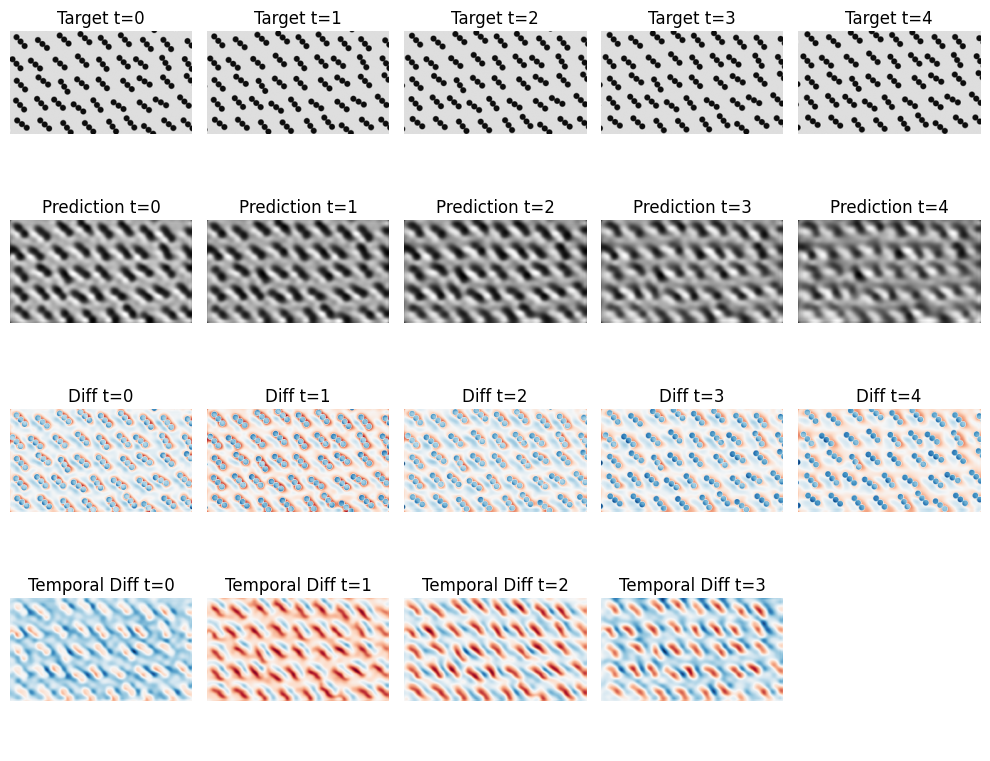 Target t=0 Target t=1 Target t=2 Target t=3 Target t=4
Prediction t=0 Prediction t=1 Prediction t=2 Prediction t=3 Prediction t=4
Diff t=0 Diff t=1 Diff t=2 Diff t=3 Diff t=4
Temporal Diff t=0 Temporal Diff t=1 Temporal Diff t=2 Temporal Diff t=3